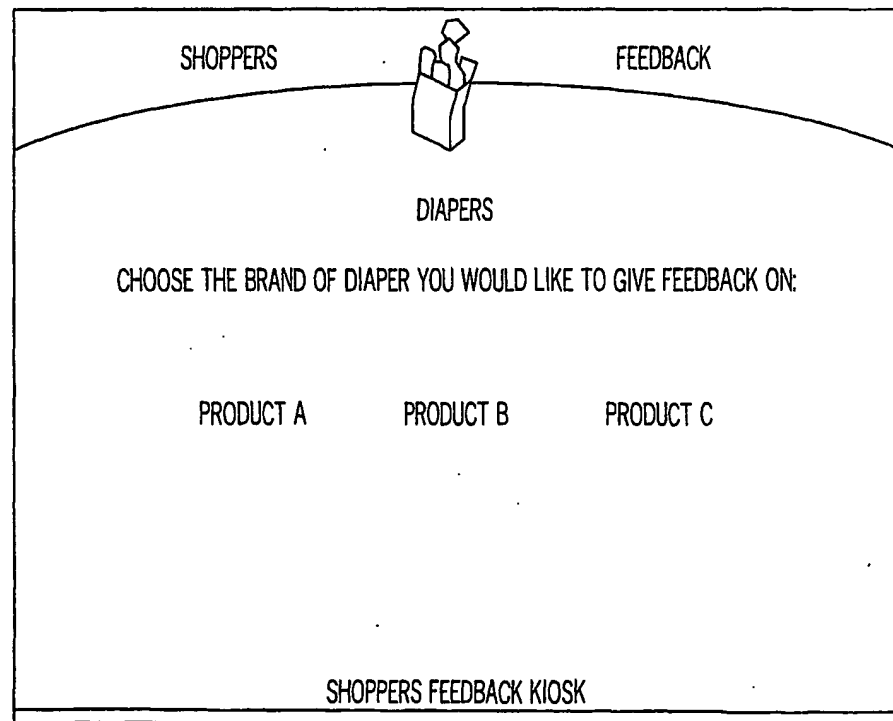 SHOPPERS FEEDBACK
DIAPERS
CHOOSE THE BRAND OF DIAPER YOU WOULD LIKE TO GIVE FEEDBACK ON:
PRODUCT A PRODUCT B PRODUCT C
SHOPPERS FEEDBACK KIOSK